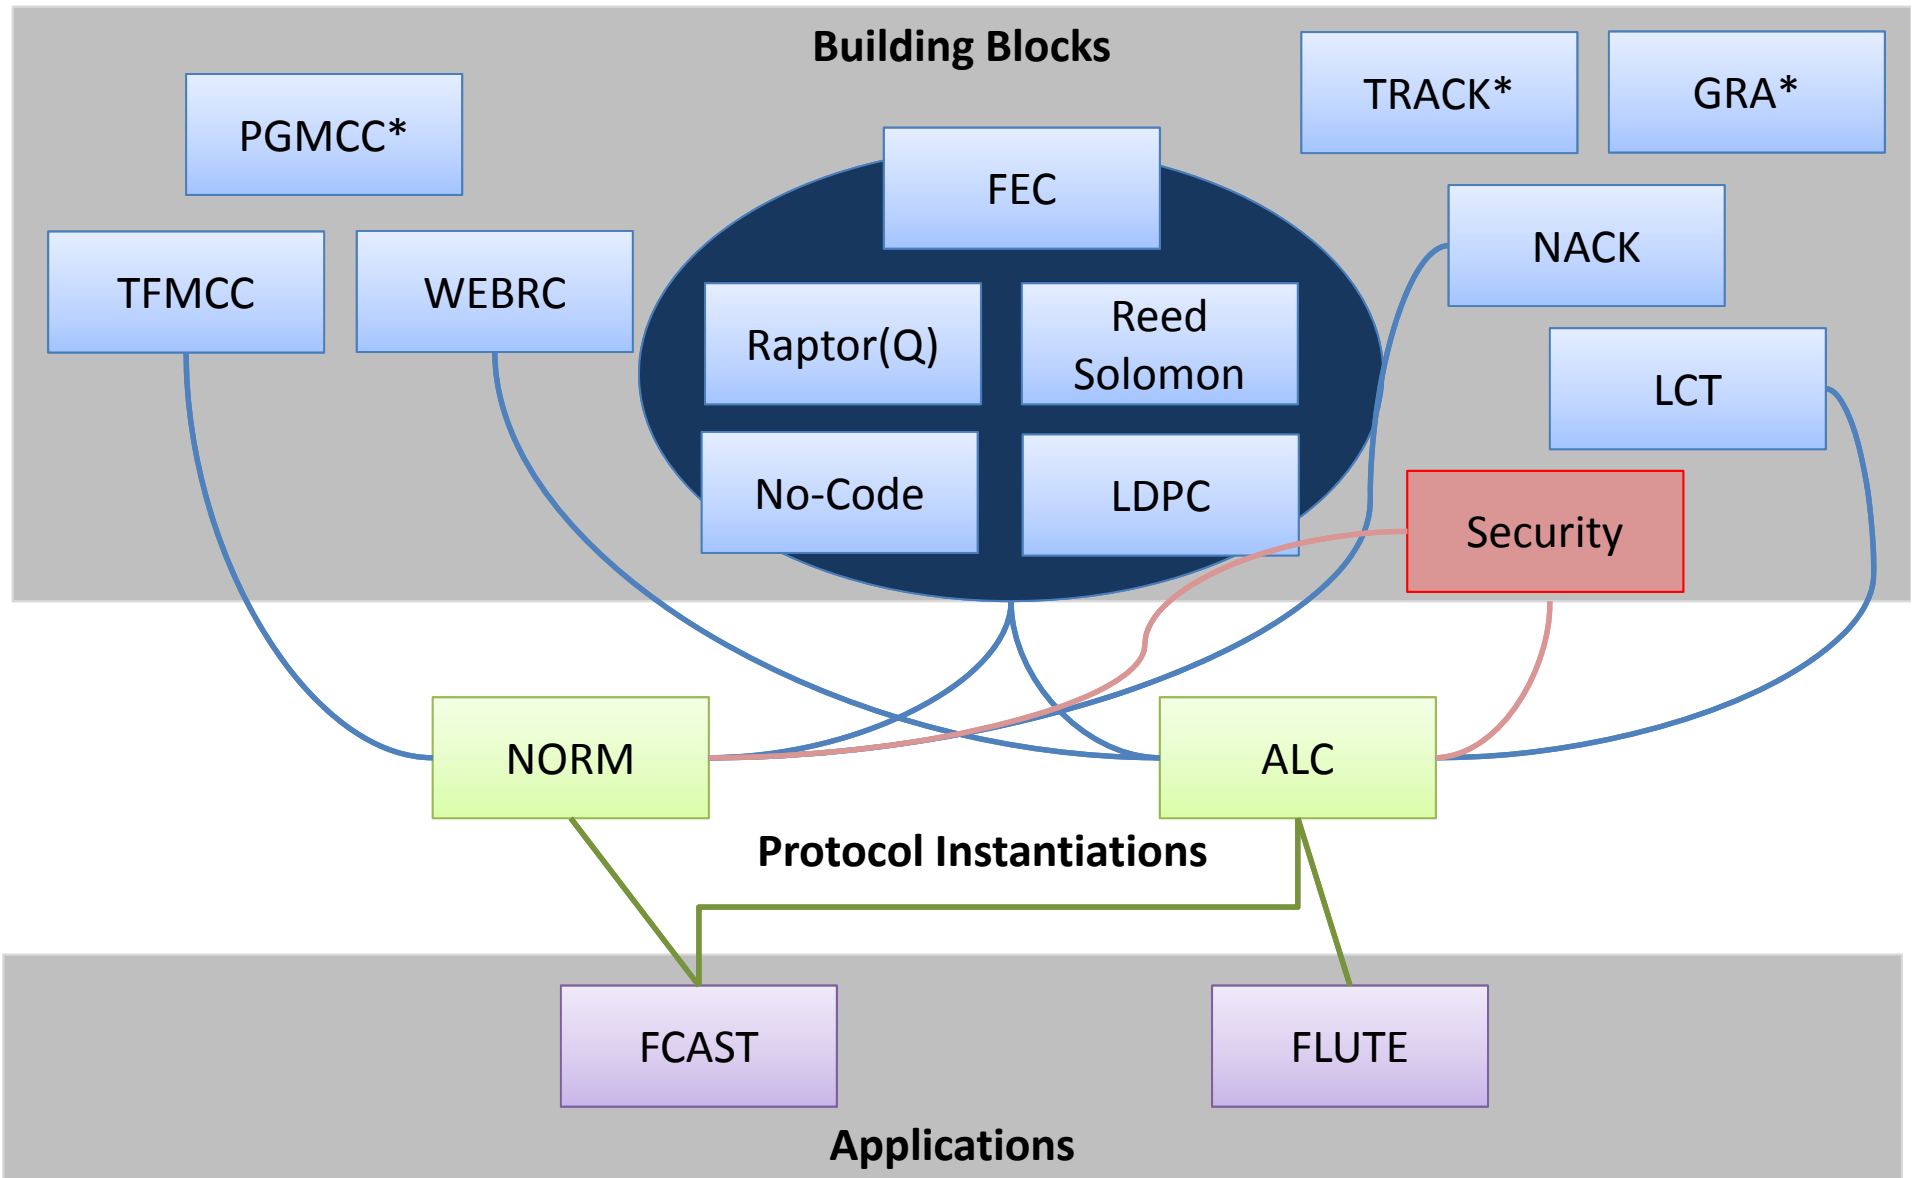 Building Blocks
TRACK*
GRA*
PGMCC*
FEC
NACK
TFMCC
WEBRC
Raptor(Q)
Reed
Solomon
LCT
No-Code
LDPC
Security
NORM
ALC
Protocol Instantiations
FCAST
FLUTE
Applications